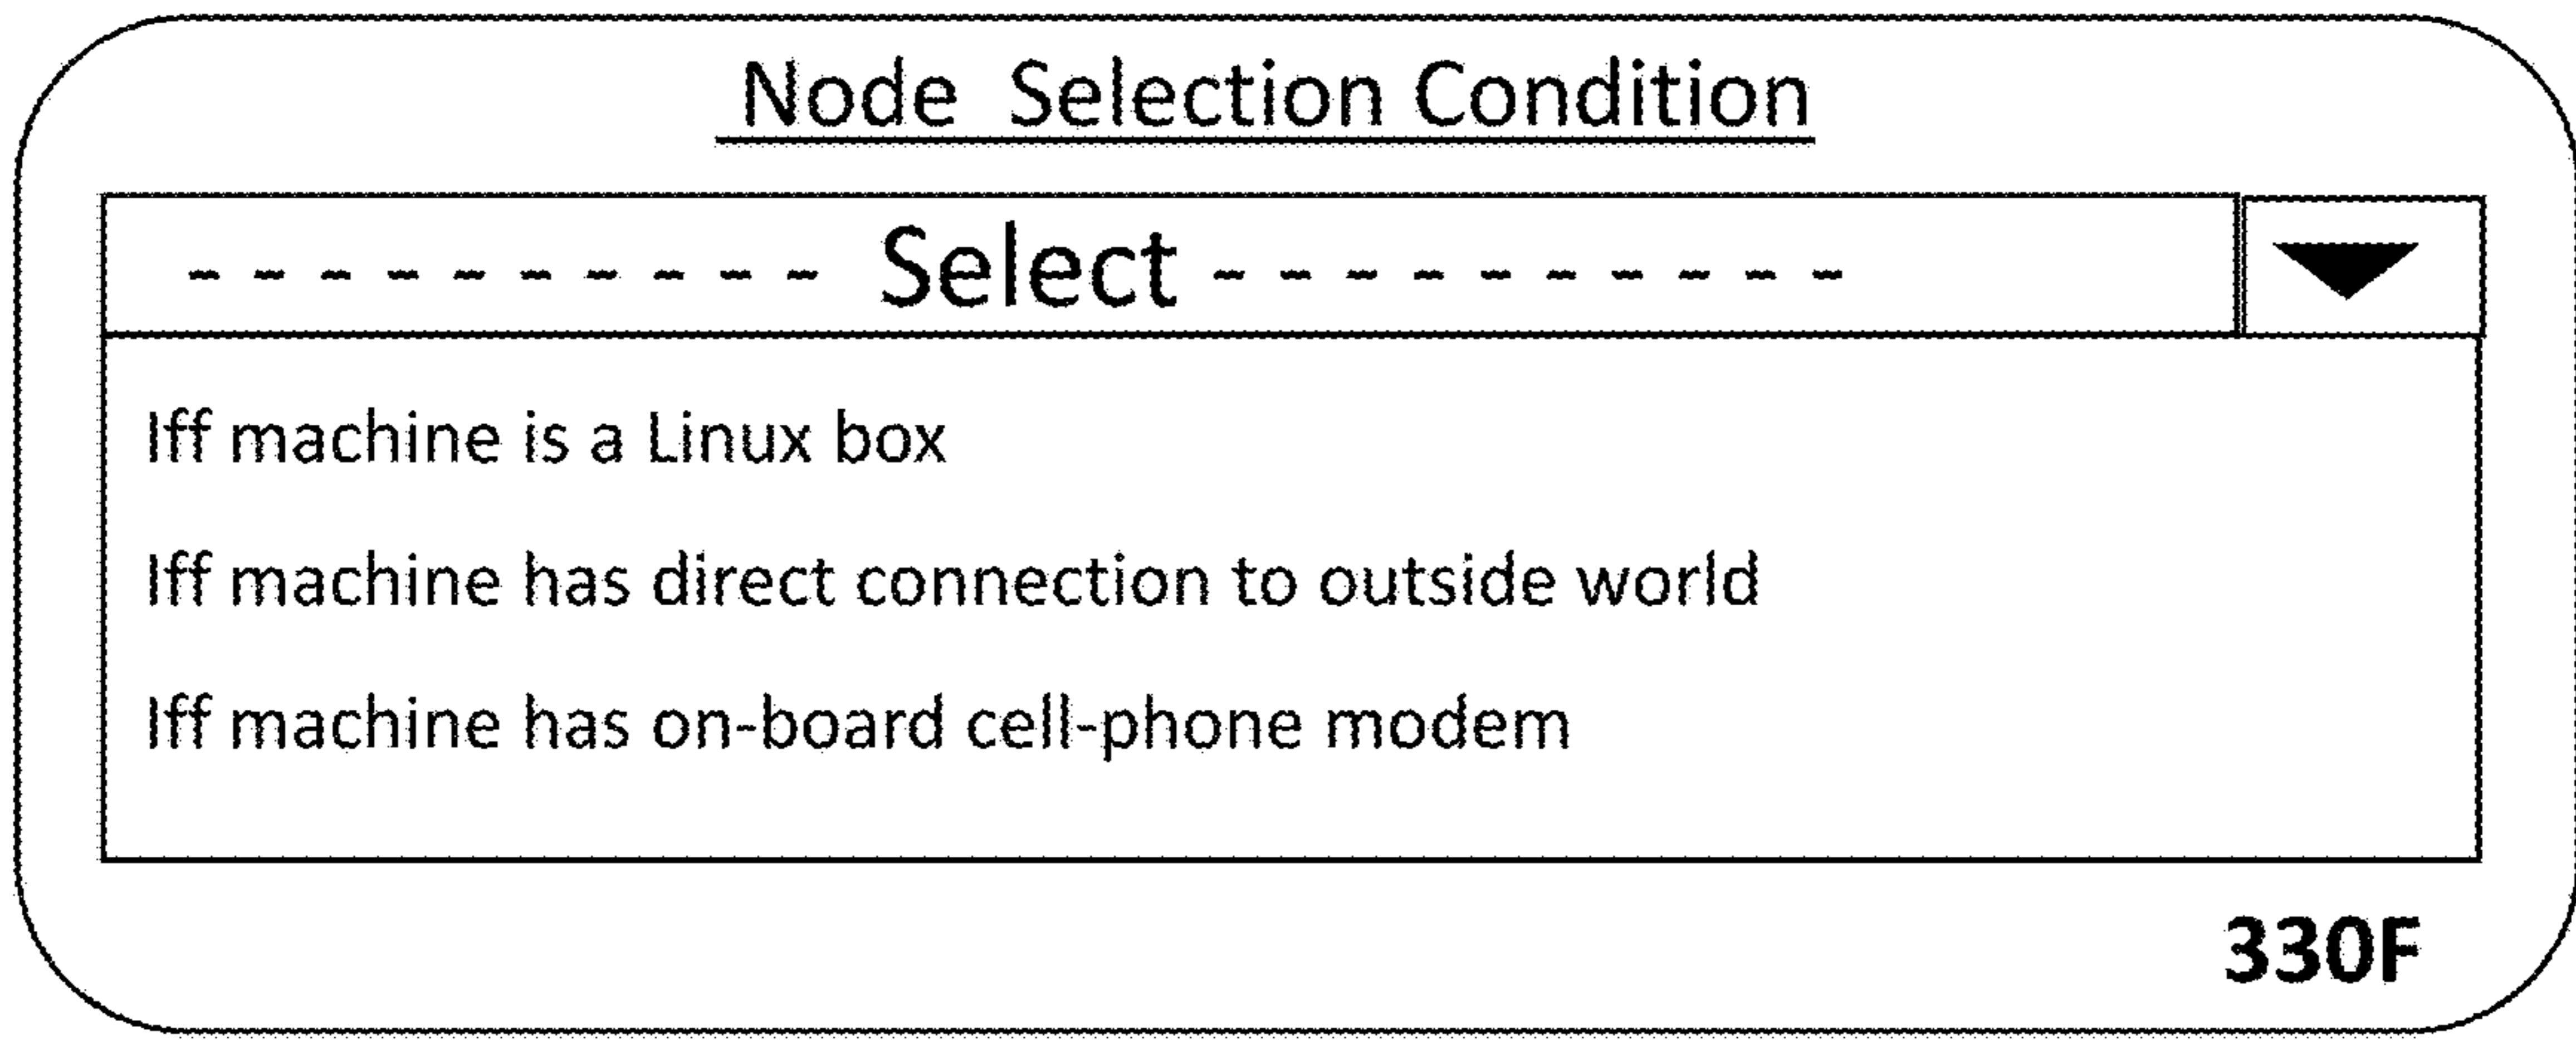 Node Selection Condition
- - - - - - - - - - Select - - - - - - - - - -
Iff machine is a Linux box
Iff machine has direct connection to outside world
Iff machine has on-board cell-phone modem
330F